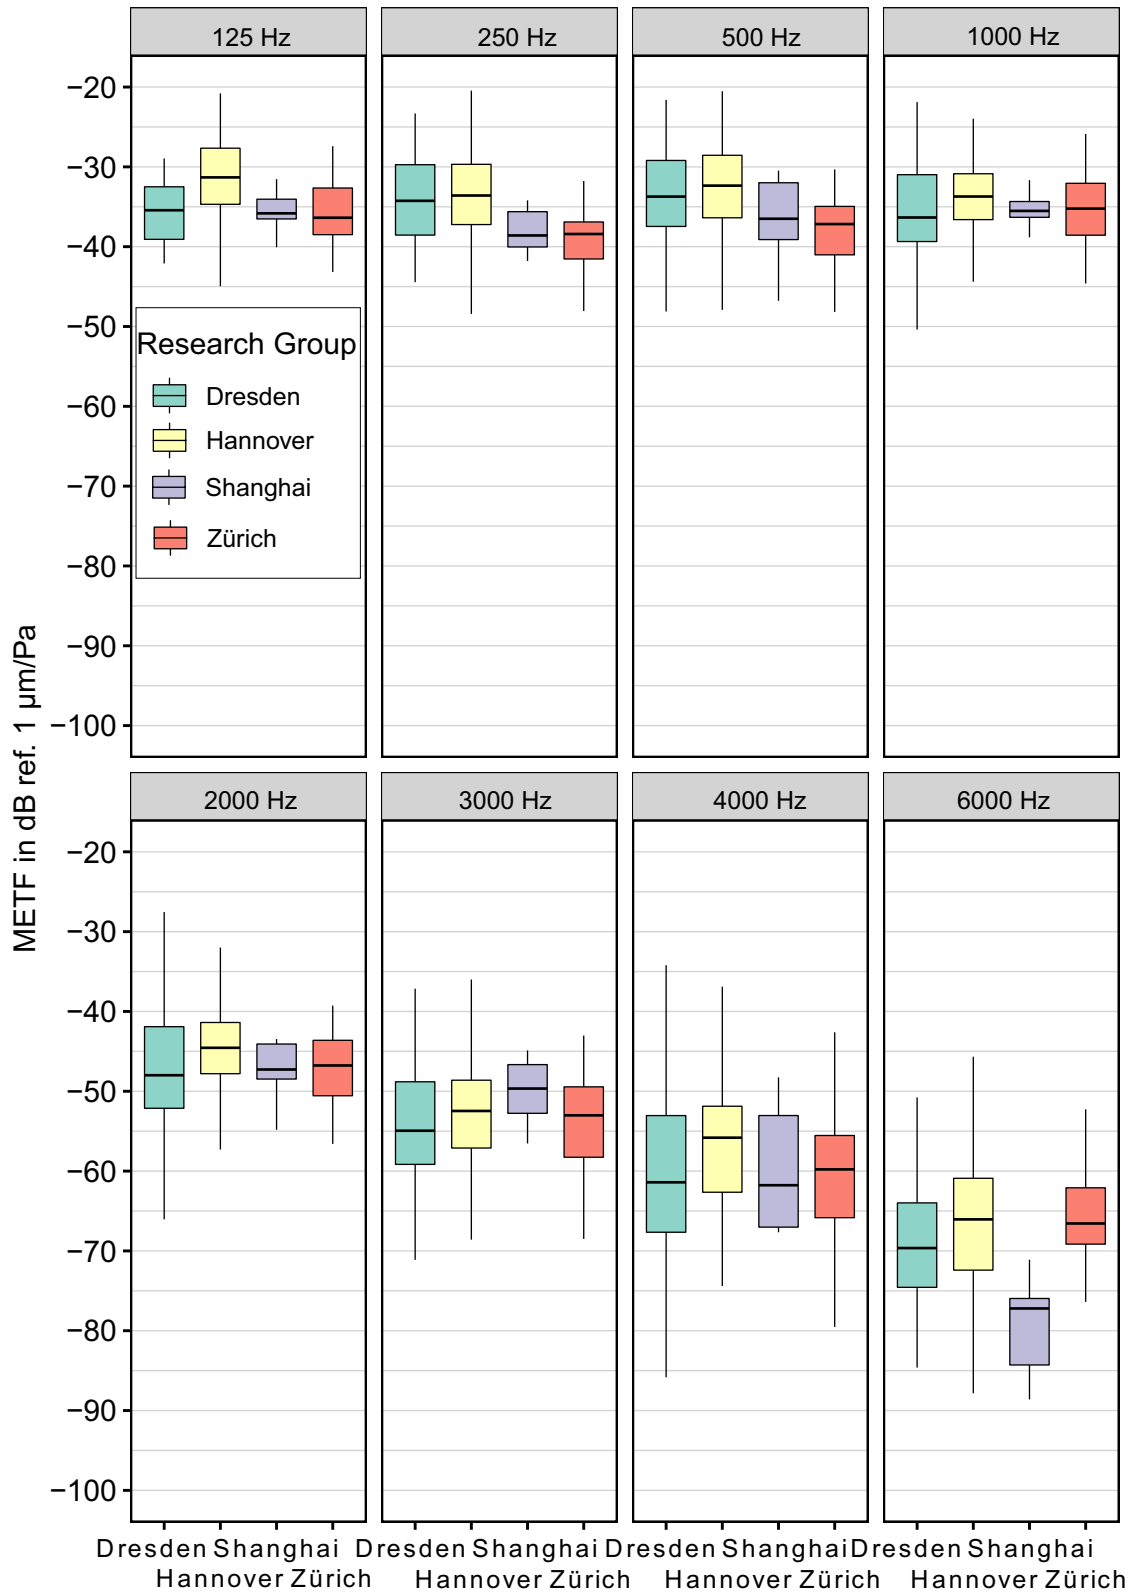 125 Hz
250 Hz
500 Hz
1000 Hz
−20
−30
−40
−50
−60
−70
−80
−90
−100
Research Group
Dresden
Hannover
Shanghai
Zürich
METF in dB ref. 1 µm/Pa
2000 Hz
3000 Hz
4000 Hz
6000 Hz
−20
−30
−40
−50
−60
−70
−80
−90
−100
Dresden Shanghai Dresden Shanghai Dresden Shanghai Dresden Shanghai
Hannover Zürich Hannover Zürich Hannover Zürich Hannover Zürich